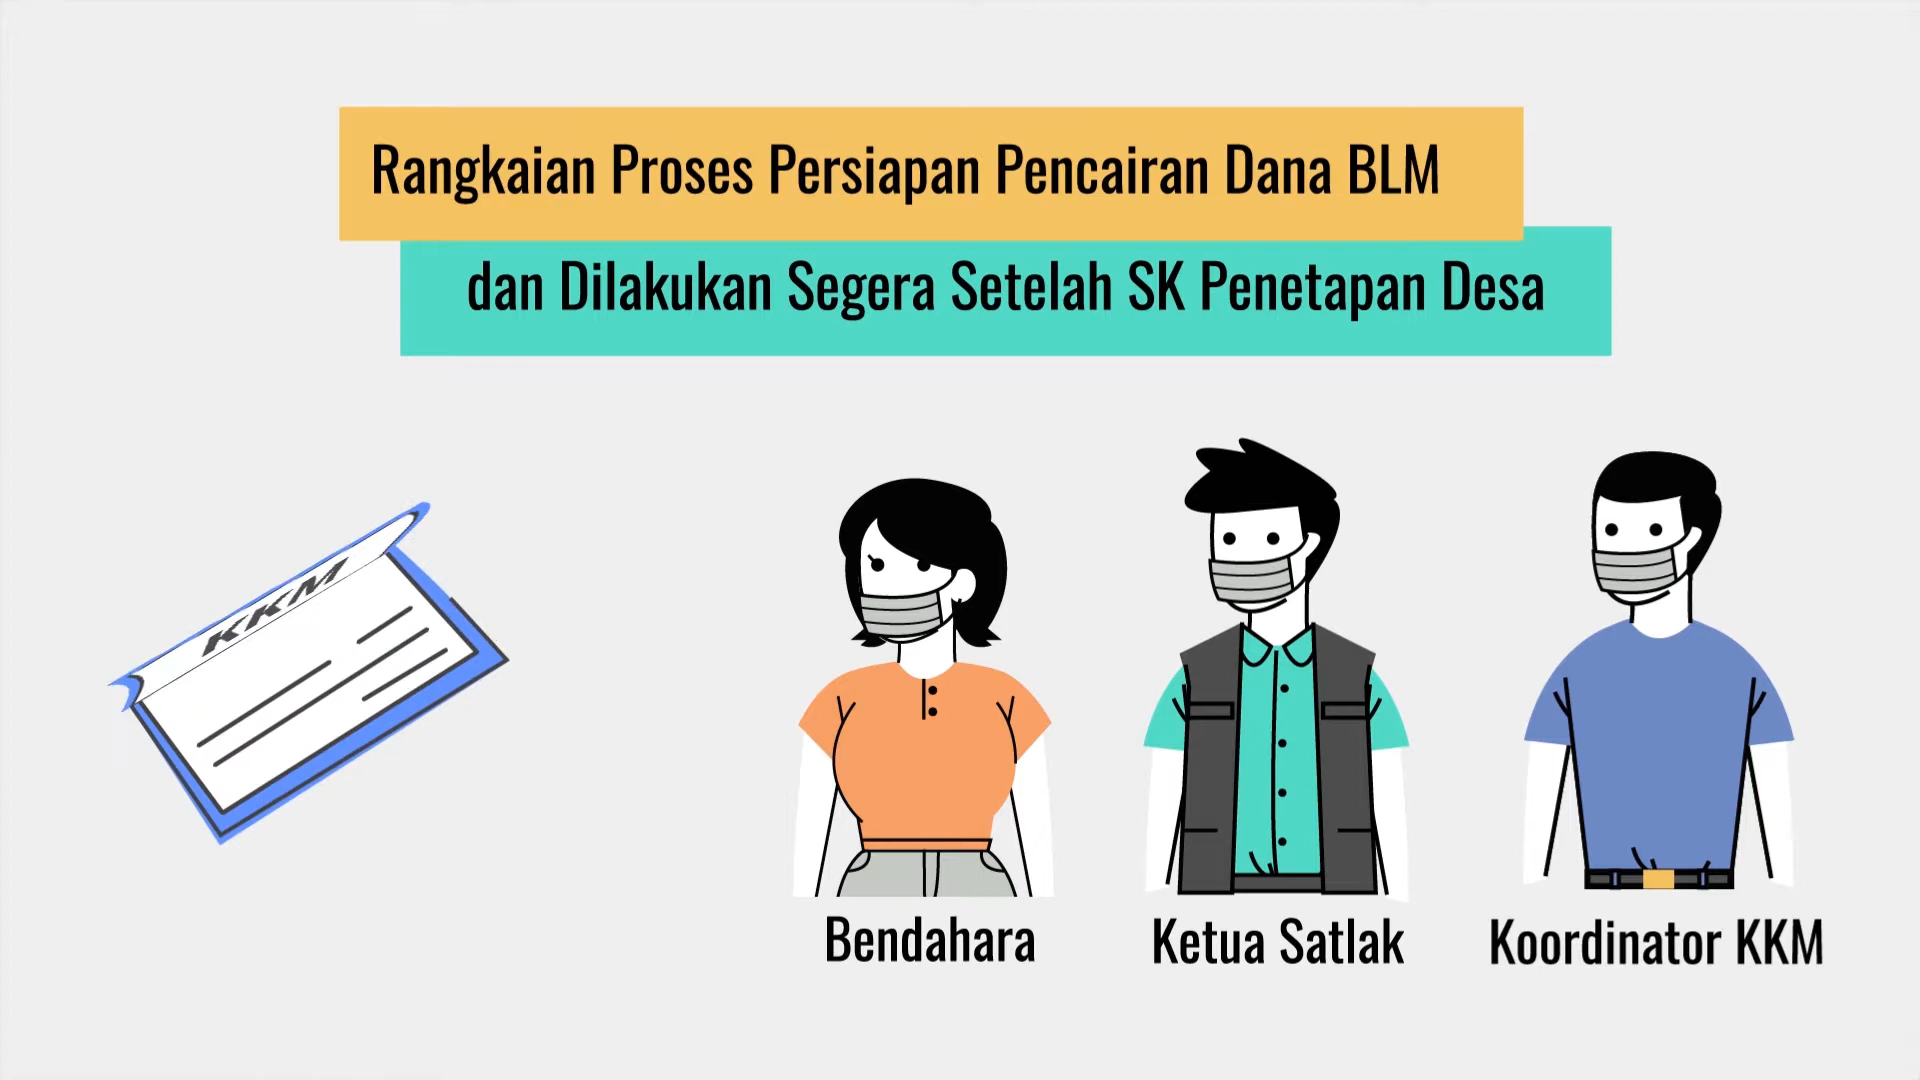 Rangkaian Proses Persiapan Pencairan Dana BLM
dan Dilakukan Segera Setelah SK Penetapan Desa
KKM
Bendahara
Ketua Satlak
Koordinator KKM